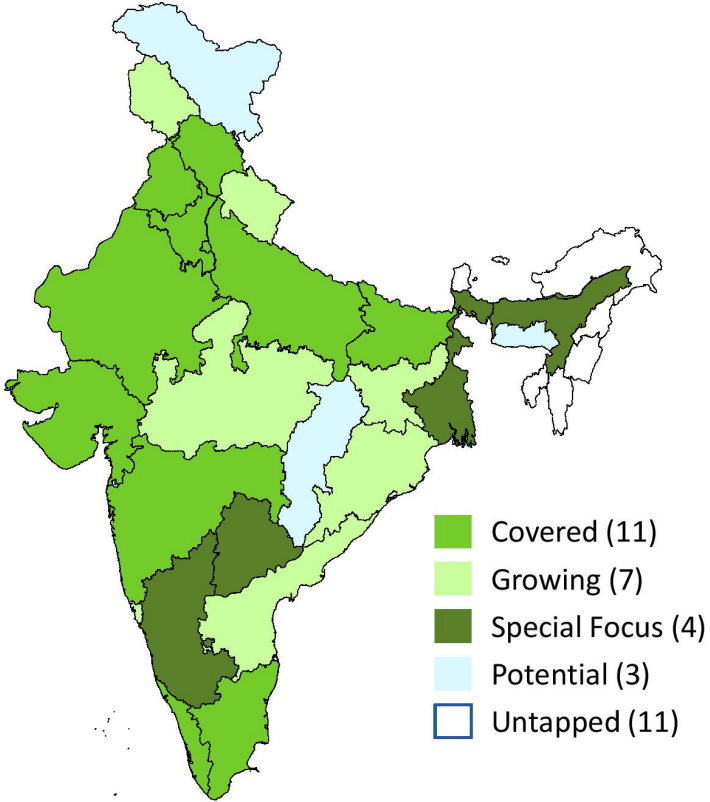 Covered (11)
Growing (7)
Special Focus (4)
Potential (3)
Untapped (11)